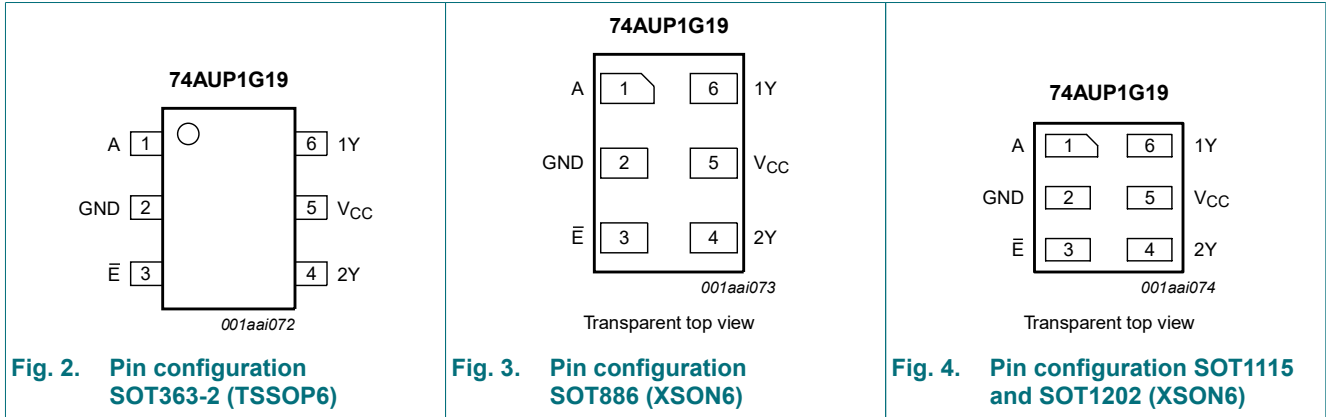 74AUP1G19
A 1 6 1Y
GND 2 5 VCC
E̅ 3 4 2Y
001aai072
Fig. 2. Pin configuration
SOT363-2 (TSSOP6)
74AUP1G19
A 1 6 1Y
GND 2 5 VCC
E̅ 3 4 2Y
001aai073
Transparent top view
Fig. 3. Pin configuration
SOT886 (XSON6)
74AUP1G19
A 1 6 1Y
GND 2 5 VCC
E̅ 3 4 2Y
001aai074
Transparent top view
Fig. 4. Pin configuration SOT1115
and SOT1202 (XSON6)